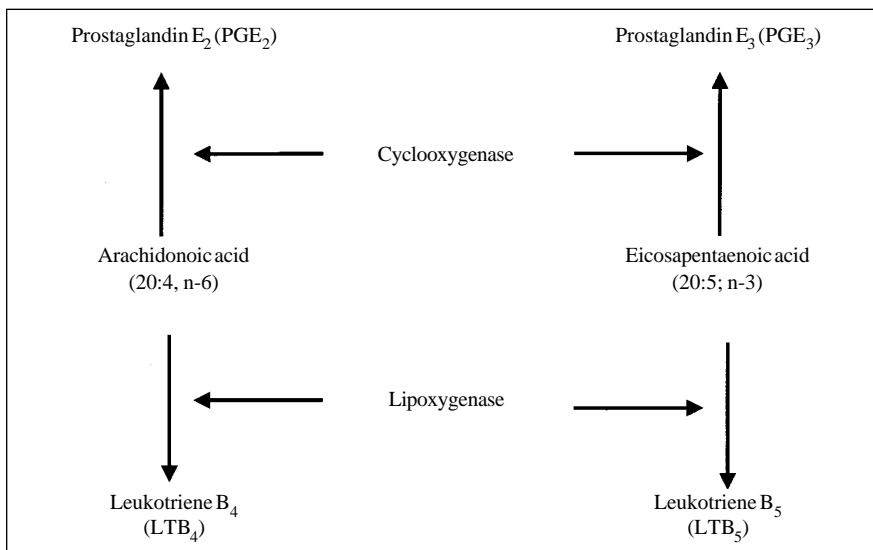 Prostaglandin E2 (PGE2)
Prostaglandin E3 (PGE3)
Cyclooxygenase
Arachidonoic acid
(20:4, n-6)
Eicosapentaenoic acid
(20:5; n-3)
Lipoxygenase
Leukotriene B4
(LTB4)
Leukotriene B5
(LTB5)